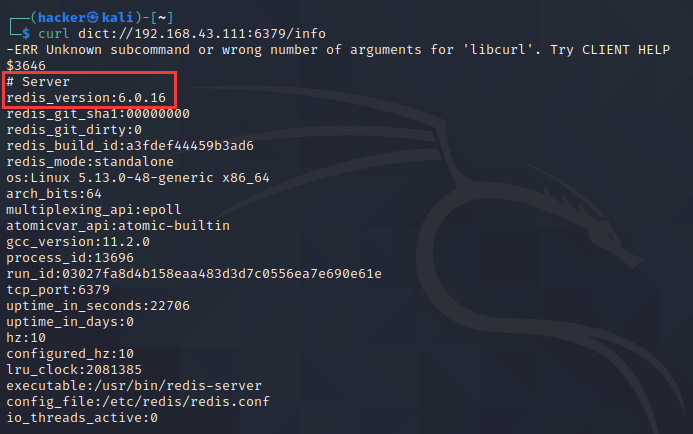 ┌──(hacker㉿kali)-[~]
└─$ curl dict://192.168.43.111:6379/info
-ERR Unknown subcommand or wrong number of arguments for 'libcurl'. Try CLIENT HELP
$3646
# Server
redis_version:6.0.16
redis_git_sha1:00000000
redis_git_dirty:0
redis_build_id:a3fdef44459b3ad6
redis_mode:standalone
os:Linux 5.13.0-48-generic x86_64
arch_bits:64
multiplexing_api:epoll
atomicvar_api:atomic-builtin
gcc_version:11.2.0
process_id:13696
run_id:03027fa8d4b158eaa483d3d7c0556ea7e690e61e
tcp_port:6379
uptime_in_seconds:22706
uptime_in_days:0
hz:10
configured_hz:10
lru_clock:2081385
executable:/usr/bin/redis-server
config_file:/etc/redis/redis.conf
io_threads_active:0